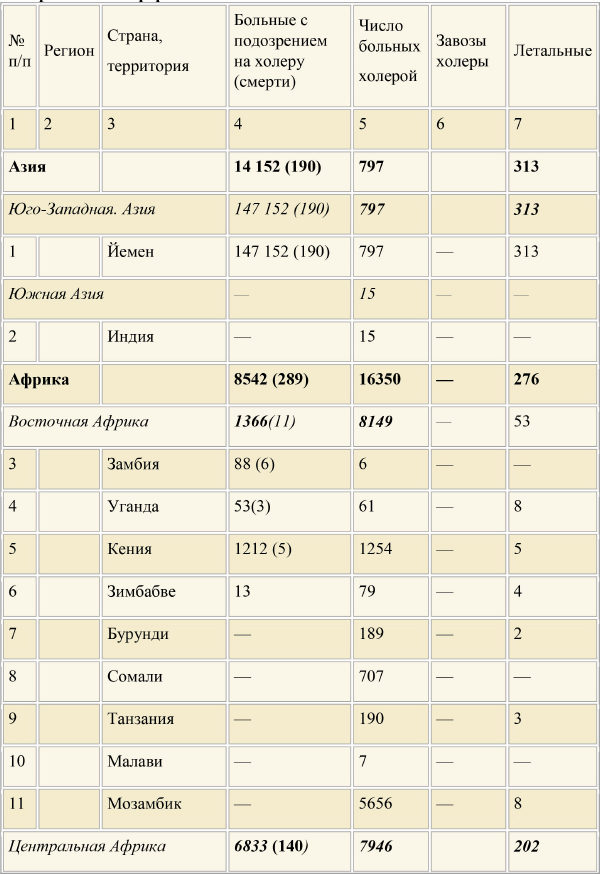 № п/п | Регион | Страна, территория | Больные с подозрением на холеру (смерти) | Число больных холерой | Завозы холеры | Летальные
1 | 2 | 3 | 4 | 5 | 6 | 7
Азия | | 14 152 (190) | 797 | | 313
Юго-Западная. Азия | 147 152 (190) | 797 | | 313
1 | | Йемен | 147 152 (190) | 797 | — | 313
Южная Азия | — | 15 | — | —
2 | | Индия | — | 15 | — | —
Африка | | 8542 (289) | 16350 | — | 276
Восточная Африка | 1366(11) | 8149 | — | 53
3 | | Замбия | 88 (6) | 6 | — | —
4 | | Уганда | 53(3) | 61 | — | 8
5 | | Кения | 1212 (5) | 1254 | — | 5
6 | | Зимбабве | 13 | 79 | — | 4
7 | | Бурунди | — | 189 | — | 2
8 | | Сомали | — | 707 | — | —
9 | | Танзания | — | 190 | — | 3
10 | | Малави | — | 7 | — | —
11 | | Мозамбик | — | 5656 | — | 8
Центральная Африка | 6833 (140) | 7946 | | 202